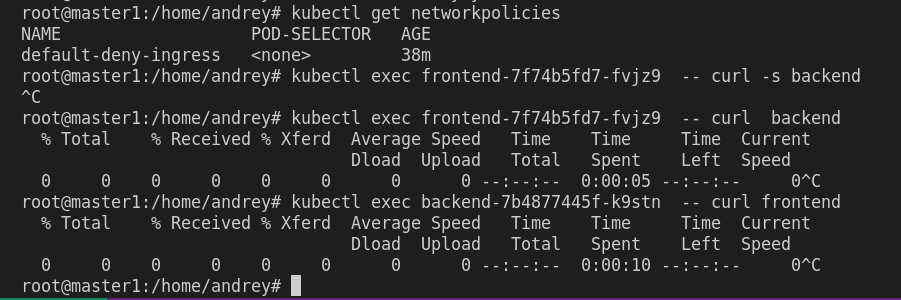 root@master1:/home/andrey# kubectl get networkpolicies
NAME                   POD-SELECTOR   AGE
default-deny-ingress   <none>         38m
root@master1:/home/andrey# kubectl exec frontend-7f74b5fd7-fvjz9  -- curl -s backend
^C
root@master1:/home/andrey# kubectl exec frontend-7f74b5fd7-fvjz9  -- curl  backend
  % Total    % Received % Xferd  Average Speed   Time    Time     Time  Current
                                 Dload  Upload   Total   Spent    Left  Speed
  0     0    0     0    0     0      0      0 --:--:--  0:00:05 --:--:--     0^C
root@master1:/home/andrey# kubectl exec backend-7b4877445f-k9stn  -- curl frontend
  % Total    % Received % Xferd  Average Speed   Time    Time     Time  Current
                                 Dload  Upload   Total   Spent    Left  Speed
  0     0    0     0    0     0      0      0 --:--:--  0:00:10 --:--:--     0^C
root@master1:/home/andrey#